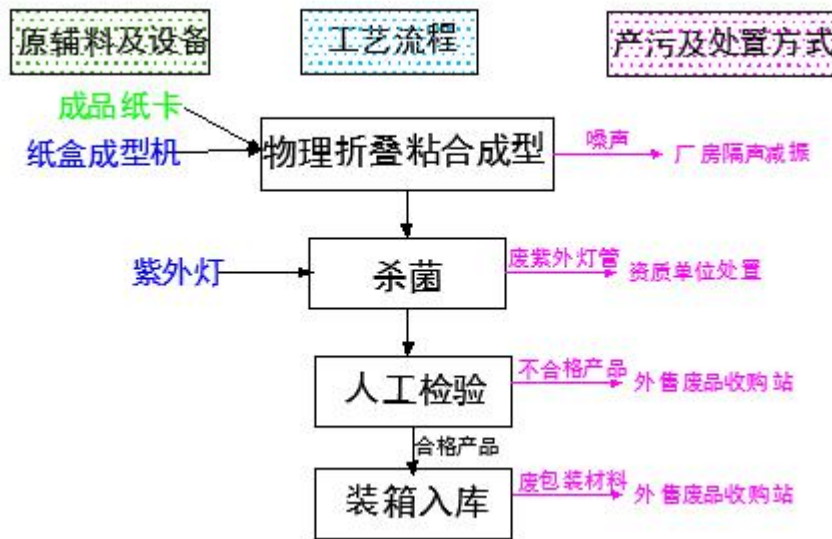 原辅料及设备 工艺流程 产污及处置方式
成品纸卡
纸盒成型机 物理折叠粘合成型 噪声 厂房隔声减振
紫外灯 杀菌 废紫外灯管 资质单位处置
人工检验 不合格产品 外售废品收购站
合格产品
装箱入库 废包装材料 外售废品收购站